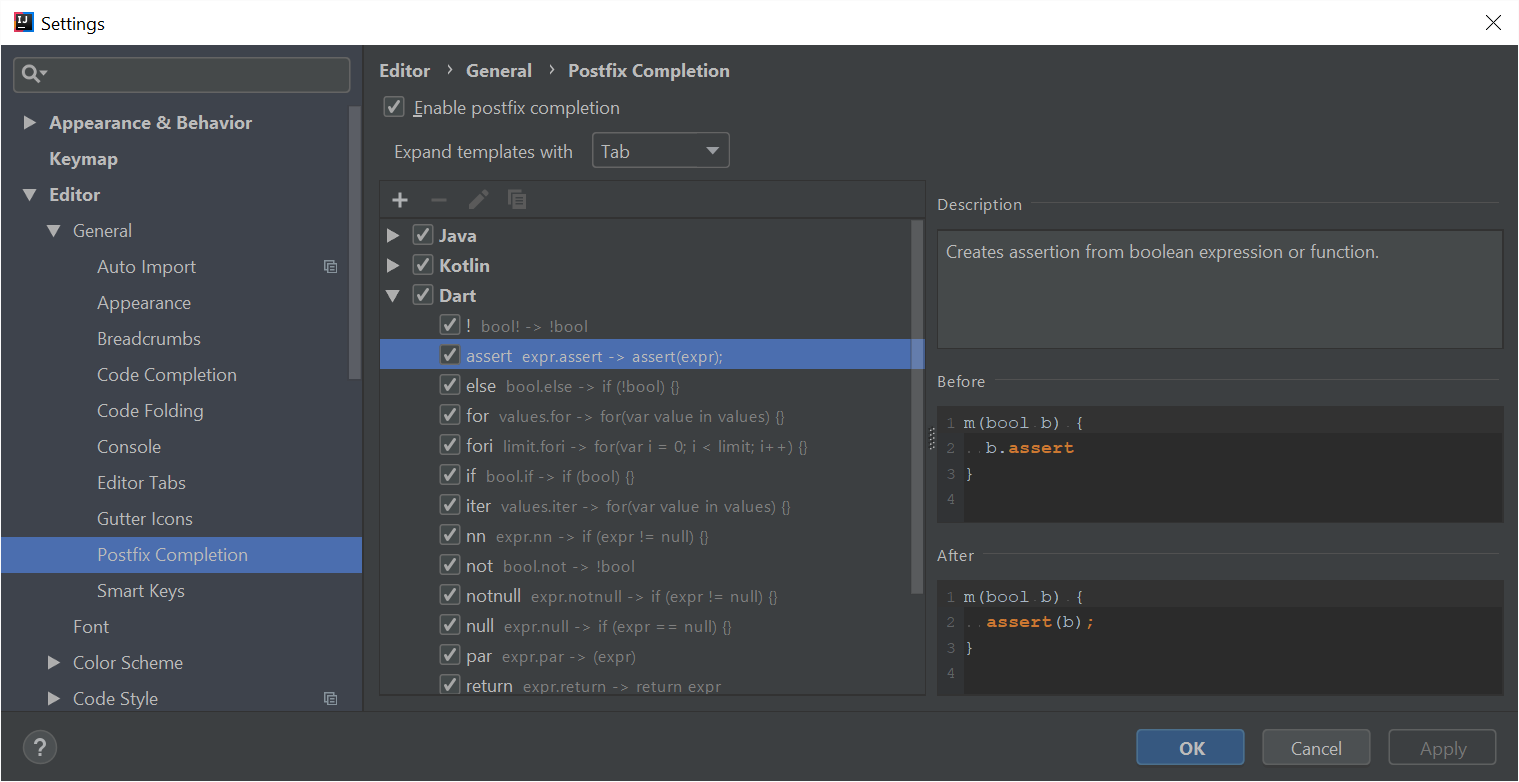 IJ
Settings
Appearance & Behavior
Keymap
Editor
General
Auto Import
Appearance
Breadcrumbs
Code Completion
Code Folding
Console
Editor Tabs
Gutter Icons
Postfix Completion
Smart Keys
Font
Color Scheme
Code Style
Editor › General › Postfix Completion
Enable postfix completion
Expand templates with Tab
Java
Kotlin
Dart
! bool! -> !bool
assert expr.assert -> assert(expr);
else bool.else -> if (!bool) {}
for values.for -> for(var value in values) {}
fori limit.fori -> for(var i = 0; i < limit; i++) {}
if bool.if -> if (bool) {}
iter values.iter -> for(var value in values) {}
nn expr.nn -> if (expr != null) {}
not bool.not -> !bool
notnull expr.notnull -> if (expr != null) {}
null expr.null -> if (expr == null) {}
par expr.par -> (expr)
return expr.return -> return expr
Description
Creates assertion from boolean expression or function.
Before
1 m(bool b) {
2 b.assert
3 }
4
After
1 m(bool b) {
2 assert(b);
3 }
4
?
OK
Cancel
Apply